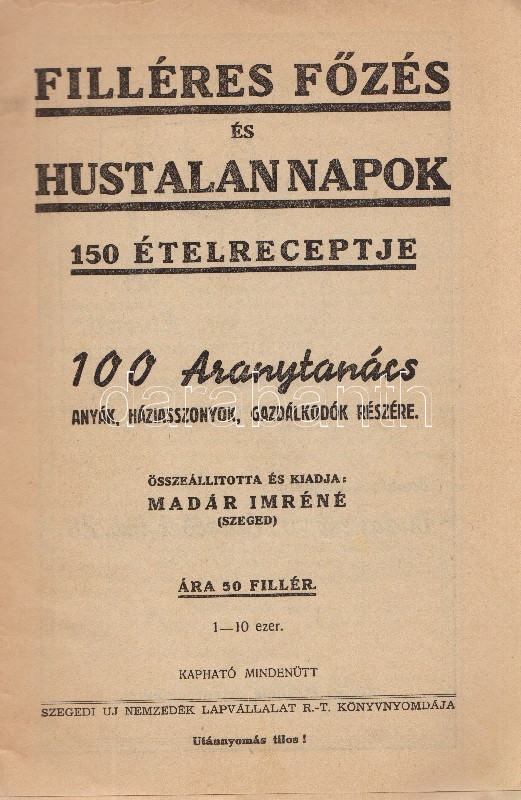 FILLÉRES FŐZÉS
ÉS
HUSTALAN NAPOK
150 ÉTELRECEPTJE
100 Aranytanács
darabanth
ANYÁK, HÁZIASSZONYOK, GAZDÁLKODÓK RÉSZÉRE.
ÖSSZEÁLLITOTTA ÉS KIADJA:
MADÁR IMRÉNÉ
(SZEGED)
ÁRA 50 FILLÉR.
1—10 ezer.
KAPHATÓ MINDENÜTT
SZEGEDI UJ NEMZEDÉK LAPVÁLLALAT R.-T. KÖNYVNYOMDÁJA
Utánnyomás tilos!